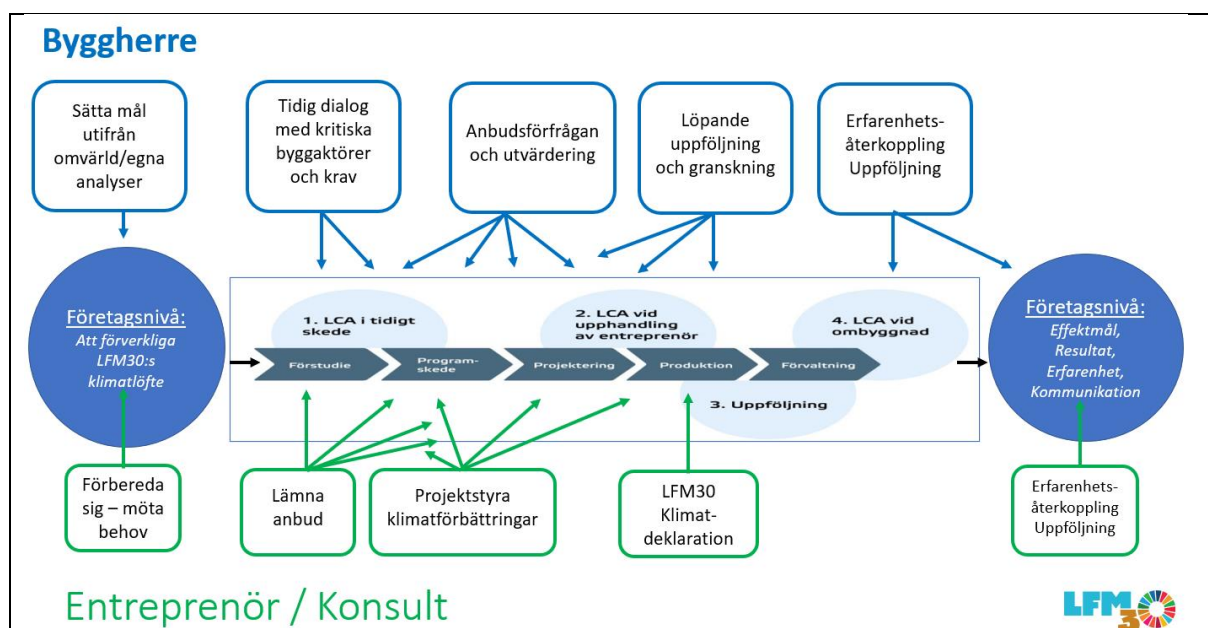 Byggherre
Sätta mål
utifrån
omvärld/egna
analyser
Tidig dialog
med kritiska
byggaktörer
och krav
Anbudsförfrågan
och utvärdering
Löpande
uppföljning
och granskning
Erfarenhets-
återkoppling
Uppföljning
Företagsnivå:
Att förverkliga
LFM30:s
klimatlöfte
1. LCA i tidigt
skede
2. LCA vid
upphandling
av entreprenör
4. LCA vid
ombyggnad
Förstudie
Program-
skede
Projektering
Produktion
Förvaltning
3. Uppföljning
Företagsnivå:
Effektmål,
Resultat,
Erfarenhet,
Kommunikation
Förbereda
sig – möta
behov
Lämna
anbud
Projektstyra
klimatförbättringar
LFM30
Klimat-
deklaration
Erfarenhets-
återkoppling
Uppföljning
Entreprenör / Konsult
LFM30